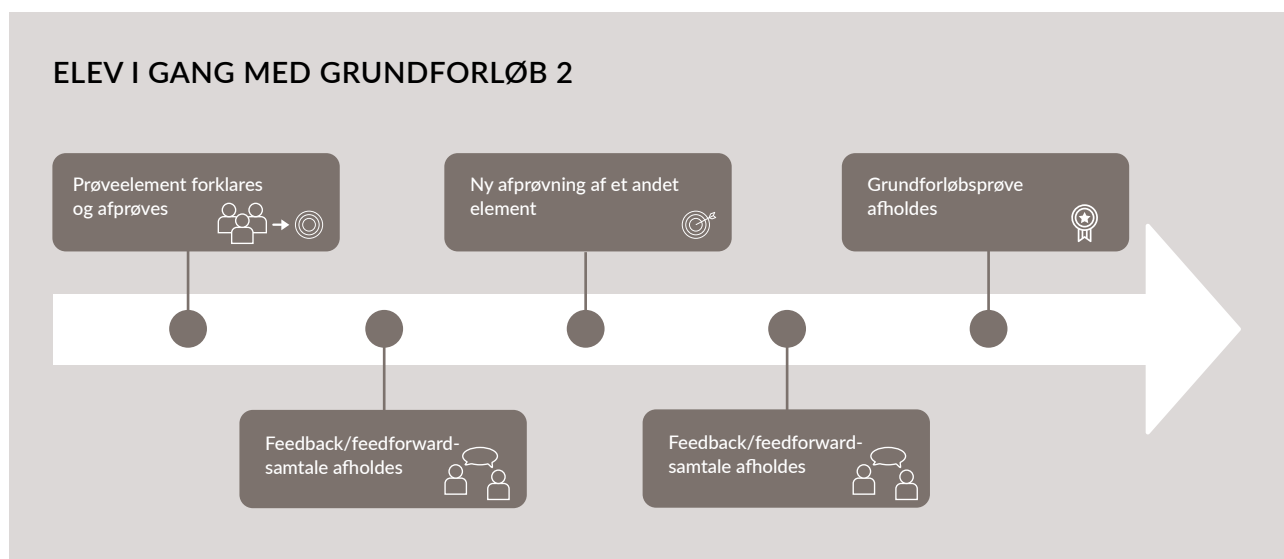 ELEV I GANG MED GRUNDFORLØB 2
Prøveelement forklares
og afprøves
Ny afprøvning af et andet
element
Grundforløbsprøve
afholdes
Feedback/feedforward-
samtale afholdes
Feedback/feedforward-
samtale afholdes